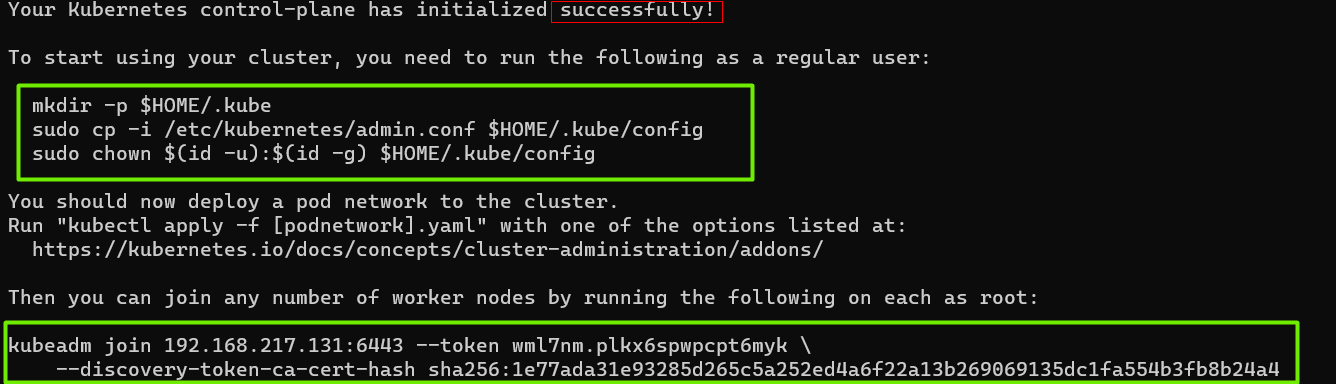 Your Kubernetes control-plane has initialized successfully!
To start using your cluster, you need to run the following as a regular user:
mkdir -p $HOME/.kube
sudo cp -i /etc/kubernetes/admin.conf $HOME/.kube/config
sudo chown $(id -u):$(id -g) $HOME/.kube/config
You should now deploy a pod network to the cluster.
Run "kubectl apply -f [podnetwork].yaml" with one of the options listed at:
https://kubernetes.io/docs/concepts/cluster-administration/addons/
Then you can join any number of worker nodes by running the following on each as root:
kubeadm join 192.168.217.131:6443 --token wml7nm.plkx6spwpcpt6myk \
--discovery-token-ca-cert-hash sha256:1e77ada31e93285d265c5a252ed4a6f22a13b269069135dc1fa554b3fb8b24a4